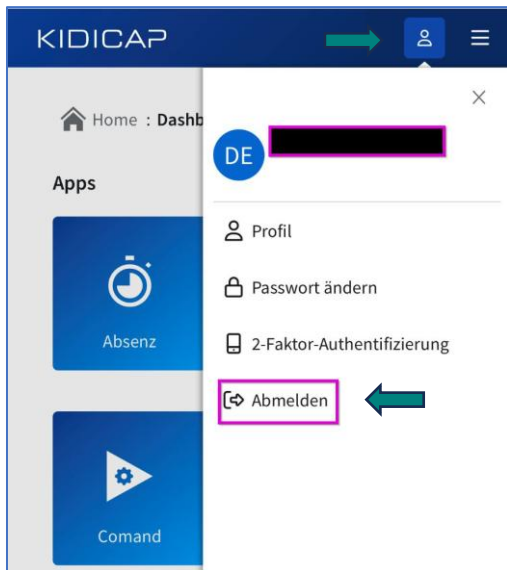 KIDICAP
Home : Dashb
DE
Apps
Profil
Passwort ändern
Absenz
2-Faktor-Authentifizierung
Abmelden
Comand